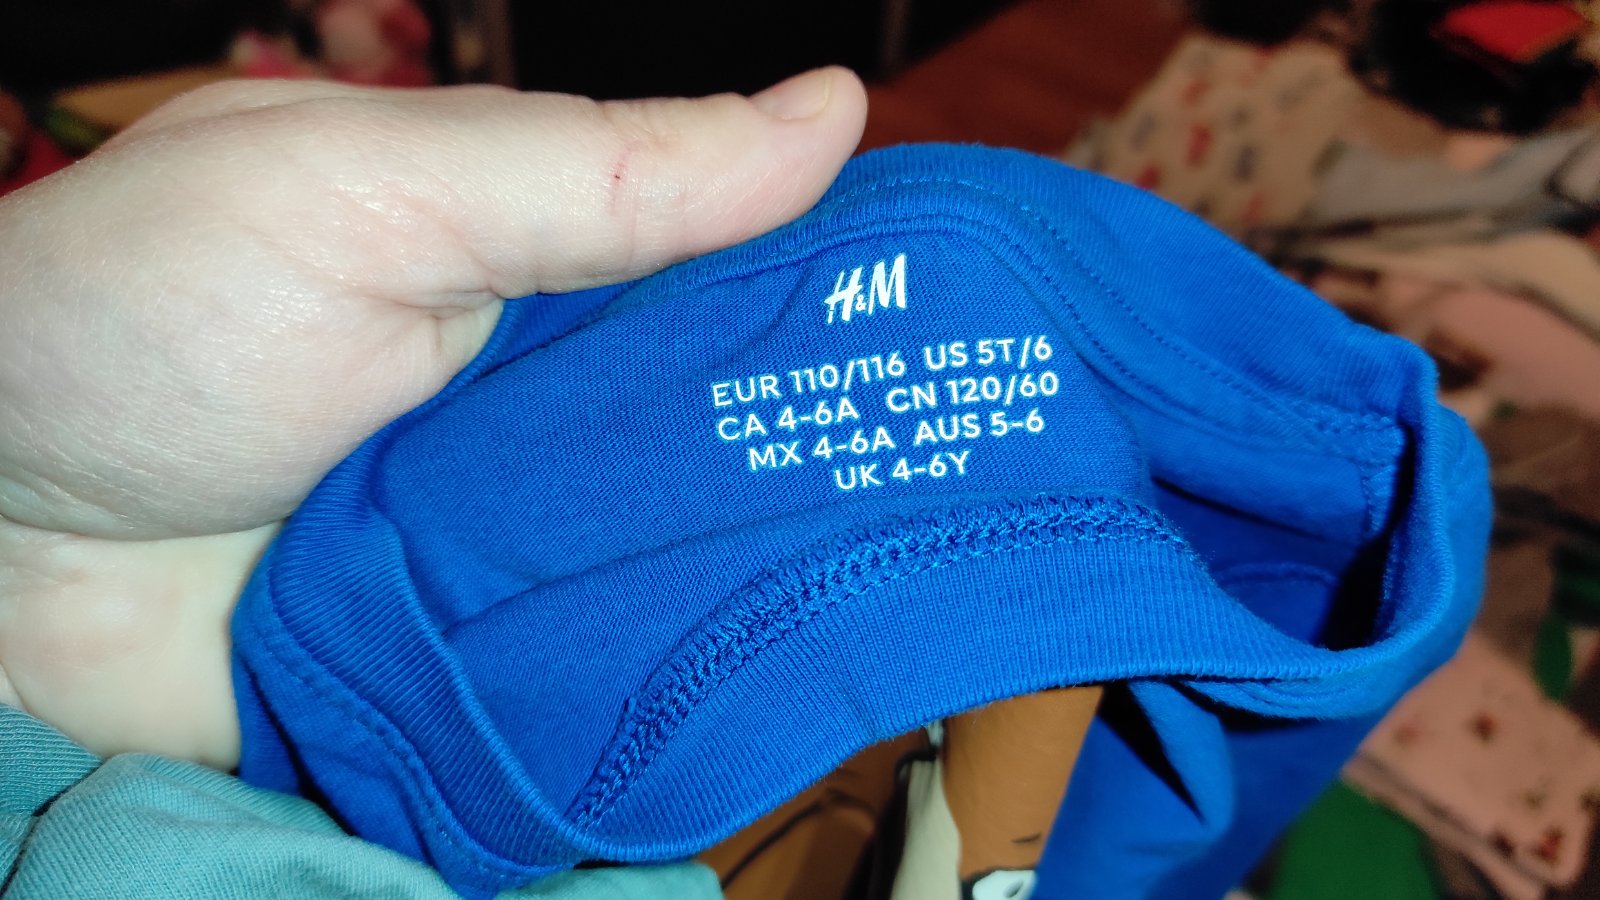 H&M
EUR 110/116 US 5T/6
CA 4-6A CN 120/60
MX 4-6A AUS 5-6
UK 4-6Y